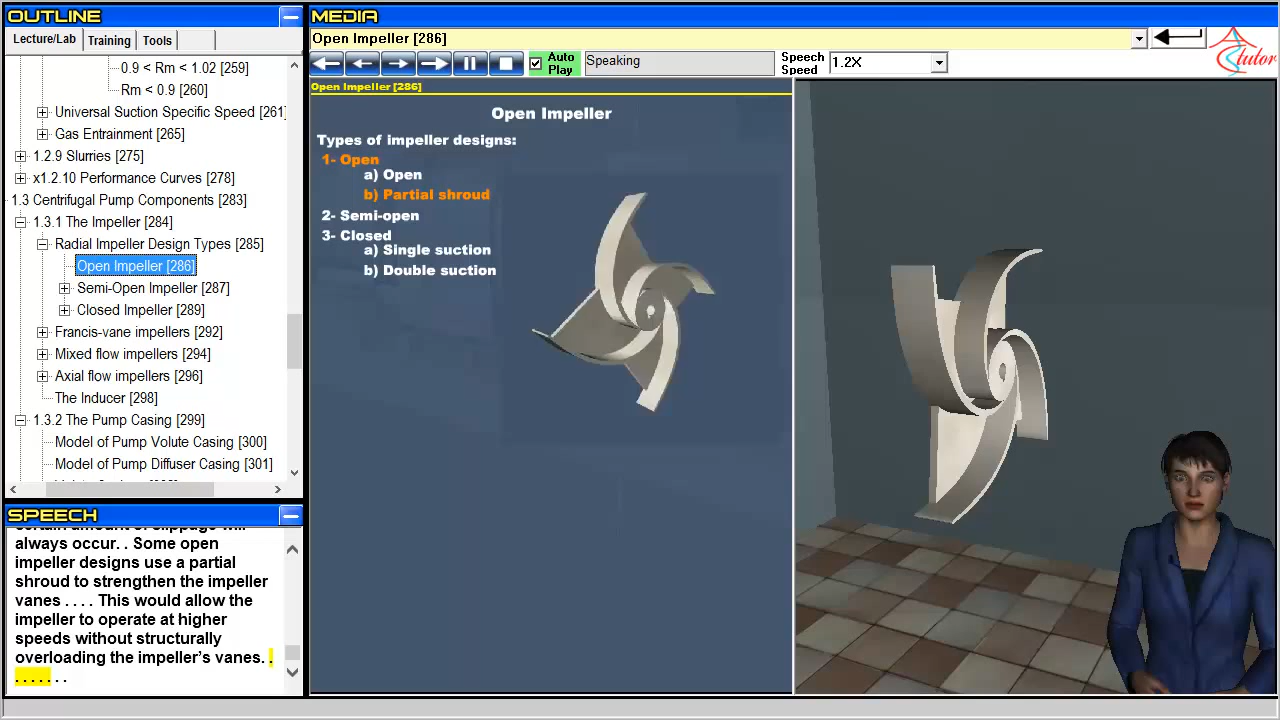 OUTLINE
Lecture/Lab Training Tools
0.9 < Rm < 1.02 [259]
Rm < 0.9 [260]
Universal Suction Specific Speed [261]
Gas Entrainment [265]
1.2.9 Slurries [275]
x1.2.10 Performance Curves [278]
1.3 Centrifugal Pump Components [283]
1.3.1 The Impeller [284]
Radial Impeller Design Types [285]
Open Impeller [286]
Semi-Open Impeller [287]
Closed Impeller [289]
Francis-vane impellers [292]
Mixed flow impellers [294]
Axial flow impellers [296]
The Inducer [298]
1.3.2 The Pump Casing [299]
Model of Pump Volute Casing [300]
Model of Pump Diffuser Casing [301]
SPEECH
always occur. . Some open
impeller designs use a partial
shroud to strengthen the impeller
vanes . . . . This would allow the
impeller to operate at higher
speeds without structurally
overloading the impeller's vanes. .
. . . . . . . .
MEDIA
Open Impeller [286]
Auto
Play
Speaking
Speech
Speed
1.2X
tutor
Open Impeller [286]
Open Impeller
Types of impeller designs:
1- Open
a) Open
b) Partial shroud
2- Semi-open
3- Closed
a) Single suction
b) Double suction